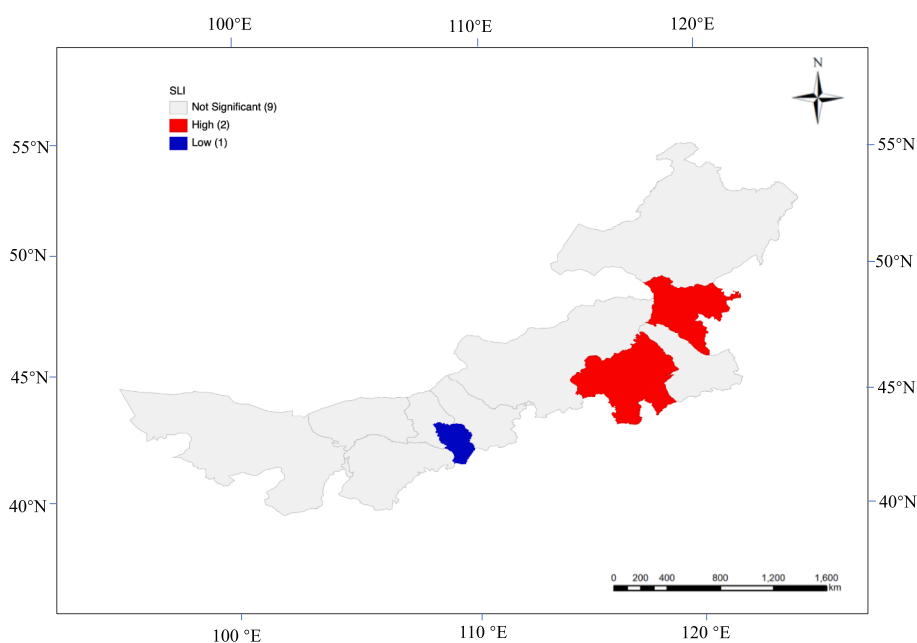 100°E 110°E 120°E
N
SLI
Not Significant (9)
High (2)
Low (1)
55°N 55°N
50°N 50°N
45°N 45°N
40°N 40°N
0 200 400 800 1,200 1,600
km
100 °E 110 °E 120 °E